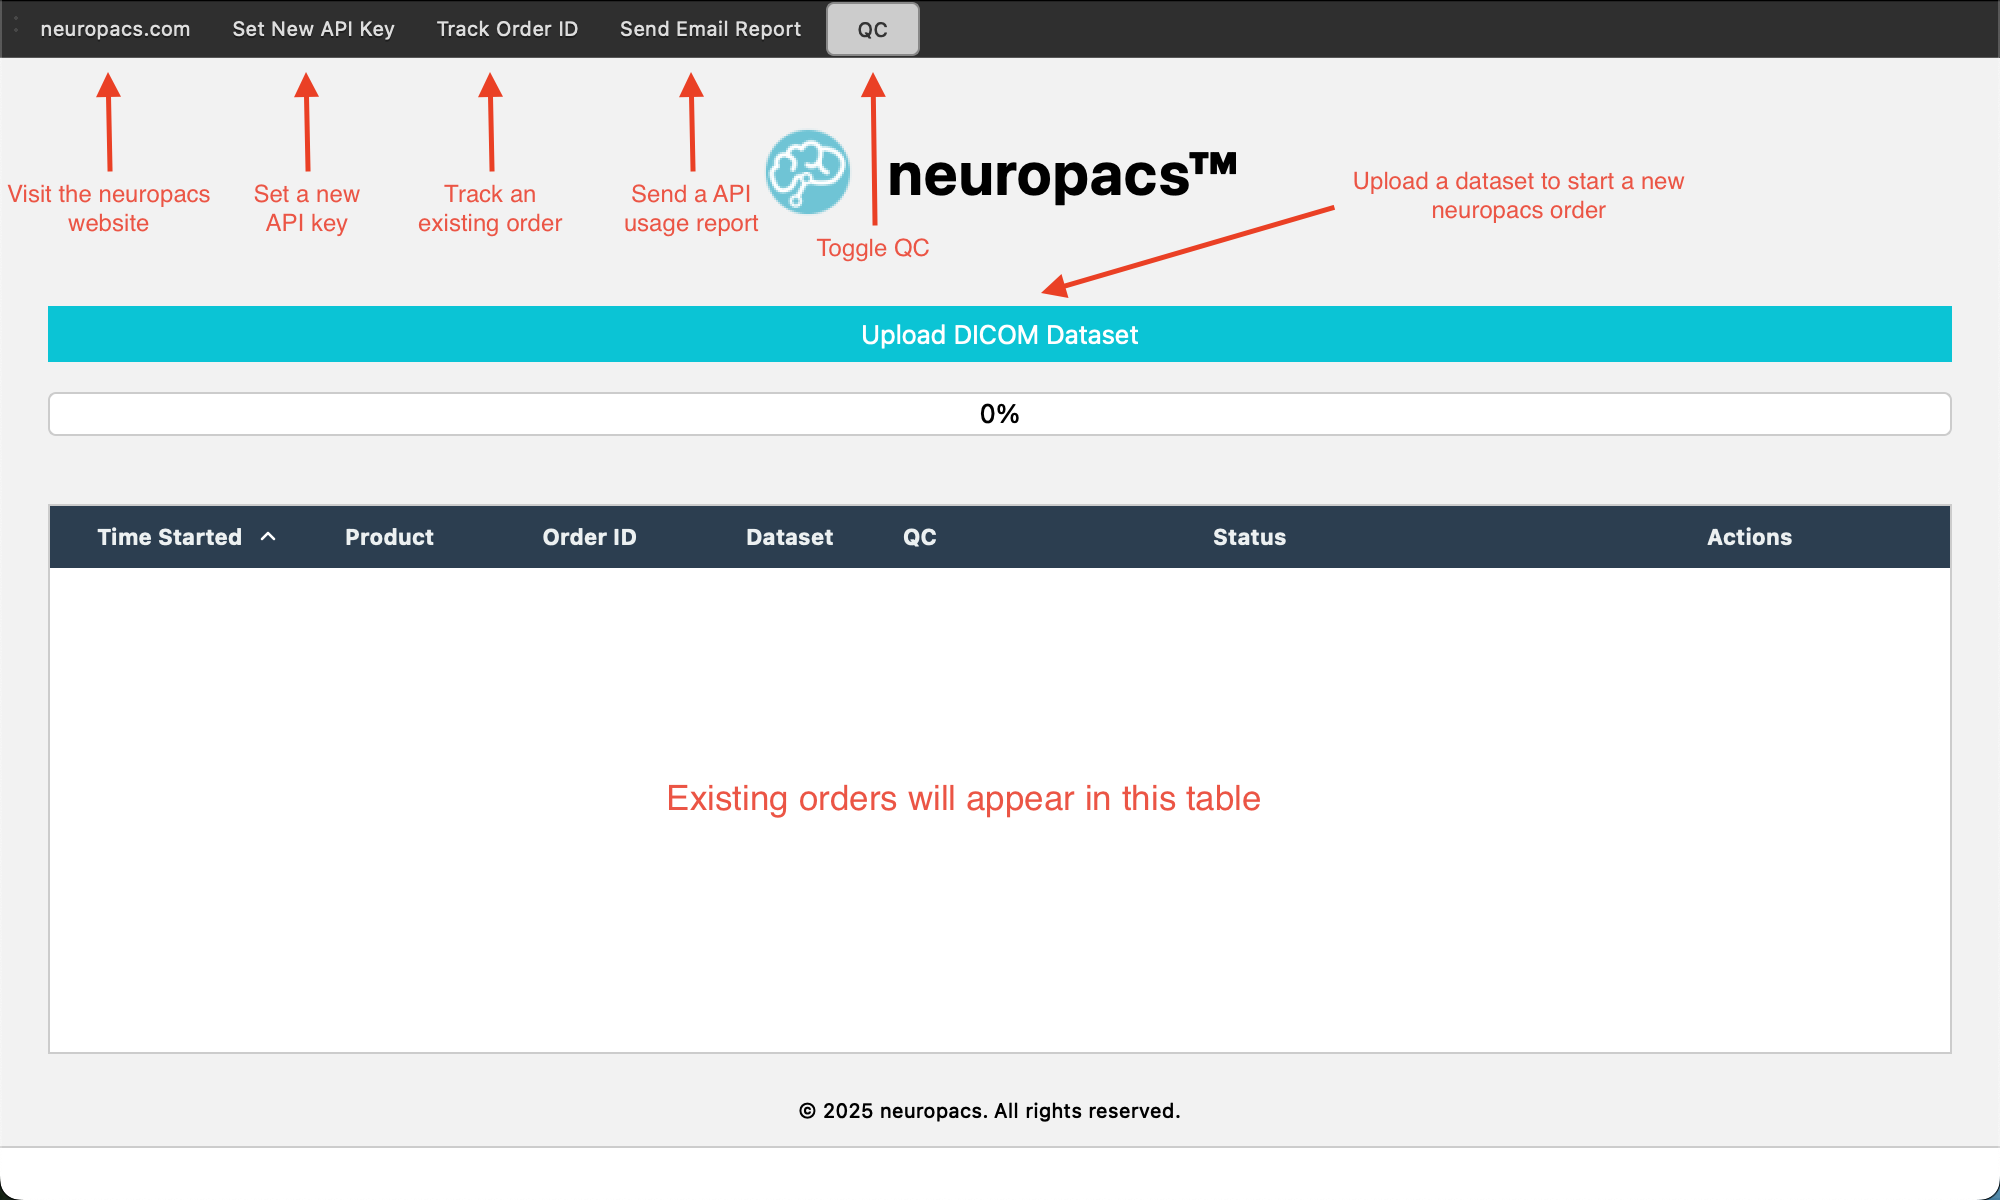 neuropacs.com Set New API Key Track Order ID Send Email Report QC
Visit the neuropacs
website
Set a new
API key
Track an
existing order
Send a API
usage report
Toggle QC
neuropacs™
Upload a dataset to start a new
neuropacs order
Upload DICOM Dataset
0%
Time Started Product Order ID Dataset QC Status Actions
Existing orders will appear in this table
© 2025 neuropacs. All rights reserved.